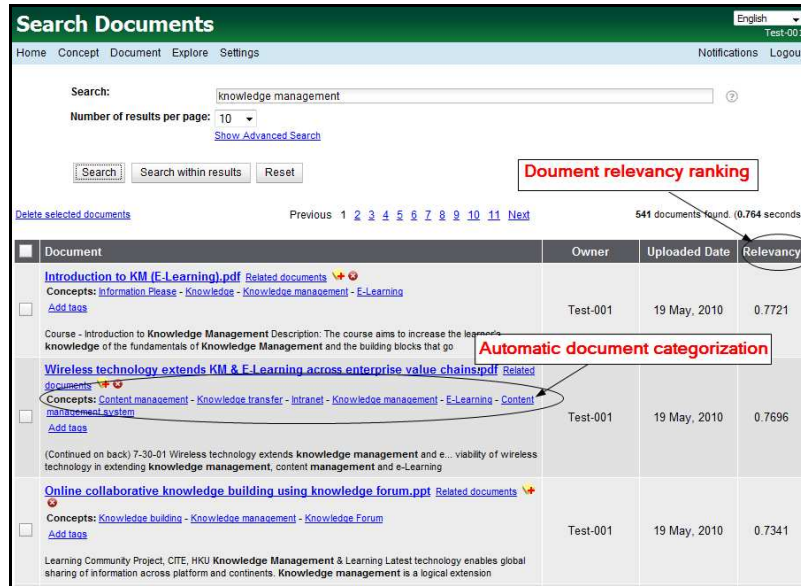 Search Documents
English
Test-001
Home Concept Document Explore Settings Notifications Logou
Search: knowledge management
Number of results per page: 10
Show Advanced Search
Search Search within results Reset
Doument relevancy ranking
Delete selected documents Previous 1 2 3 4 5 6 7 8 9 10 11 Next 541 documents found. (0.764 seconds
Document Owner Uploaded Date Relevancy
Introduction to KM (E-Learning).pdf Related documents
Concepts: Information Please - Knowledge - Knowledge management - E-Learning
Add tags
Test-001 19 May, 2010 0.7721
Course - Introduction to Knowledge Management Description: The course aims to increase the learner's
knowledge of the fundamentals of Knowledge Management and the building blocks that go
Automatic document categorization
Wireless technology extends KM & E-Learning across enterprise value chains.pdf Related
documents
Concepts: Content management - Knowledge transfer - Intranet - Knowledge management - E-Learning - Content
management system
Add tags
Test-001 19 May, 2010 0.7696
(Continued on back) 7-30-01 Wireless technology extends knowledge management and e... viability of wireless
technology in extending knowledge management, content management and e-Learning
Online collaborative knowledge building using knowledge forum.ppt Related documents
Concepts: Knowledge building - Knowledge management - Knowledge Forum
Add tags
Test-001 19 May, 2010 0.7341
Learning Community Project, CITE, HKU Knowledge Management & Learning Latest technology enables global
sharing of information across platform and continents. Knowledge management is a logical extension